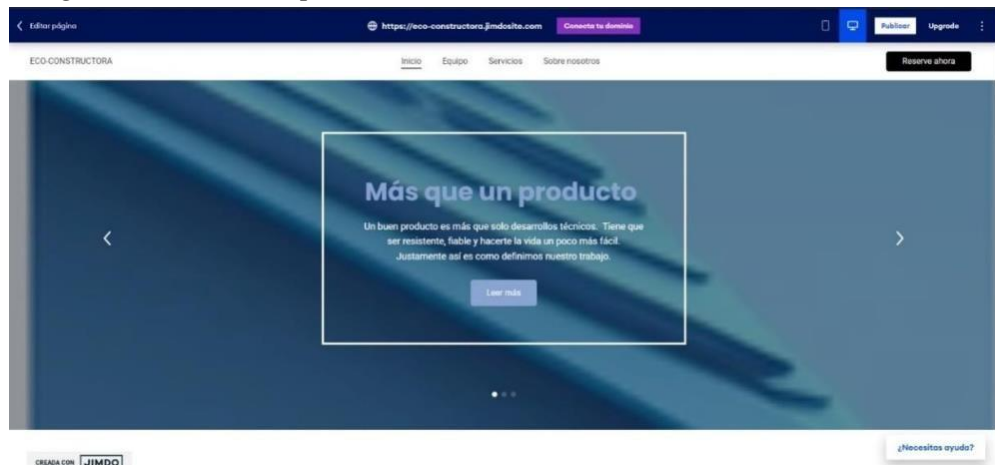 Editar página
https://eco-constructora.jimdosite.com
Conecta tu dominio
Publicar
Upgrade
ECO-CONSTRUCTORA
Inicio
Equipo
Servicios
Sobre nosotros
Reserve ahora
Más que un producto
Un buen producto es más que solo desarrollos técnicos. Tiene que
ser resistente, fiable y hacerte la vida un poco más fácil.
Justamente así es como definimos nuestro trabajo.
Leer más
¿Necesitas ayuda?
CREADA CON JIMDO